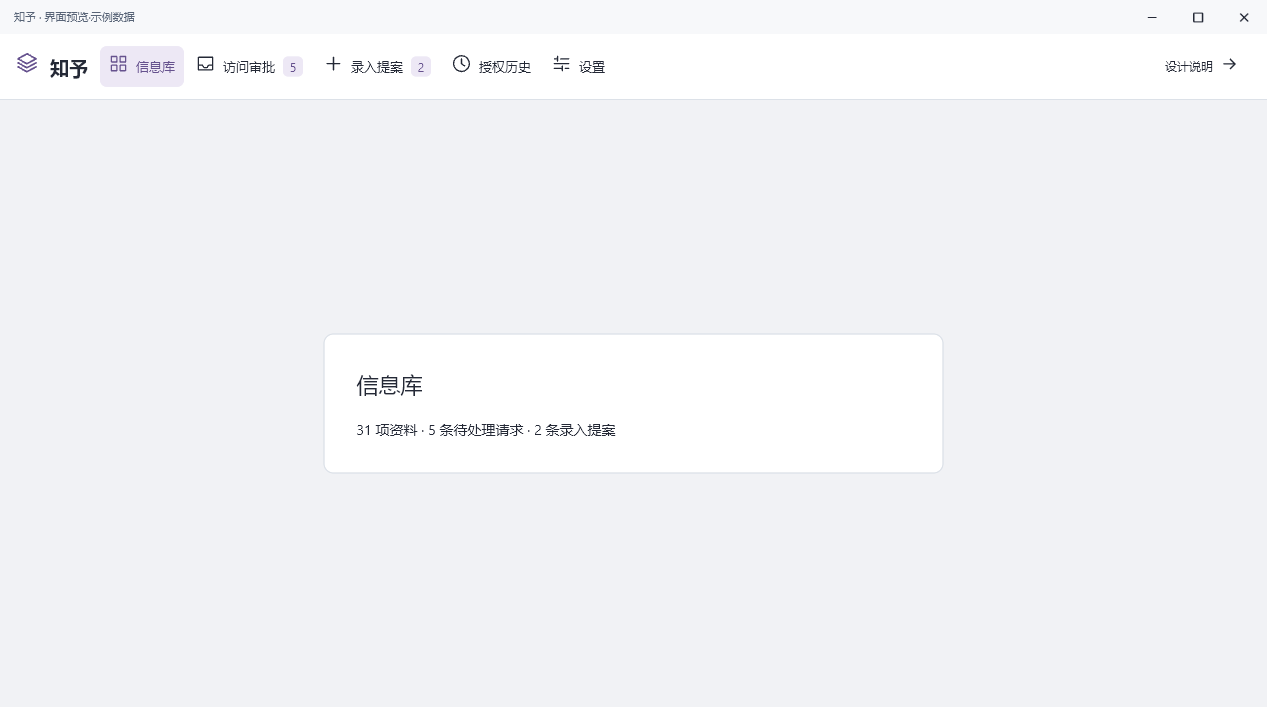 知予 · 界面预览·示例数据
知予 信息库 访问审批 5 录入提案 2 授权历史 设置 设计说明
信息库
31 项资料 · 5 条待处理请求 · 2 条录入提案